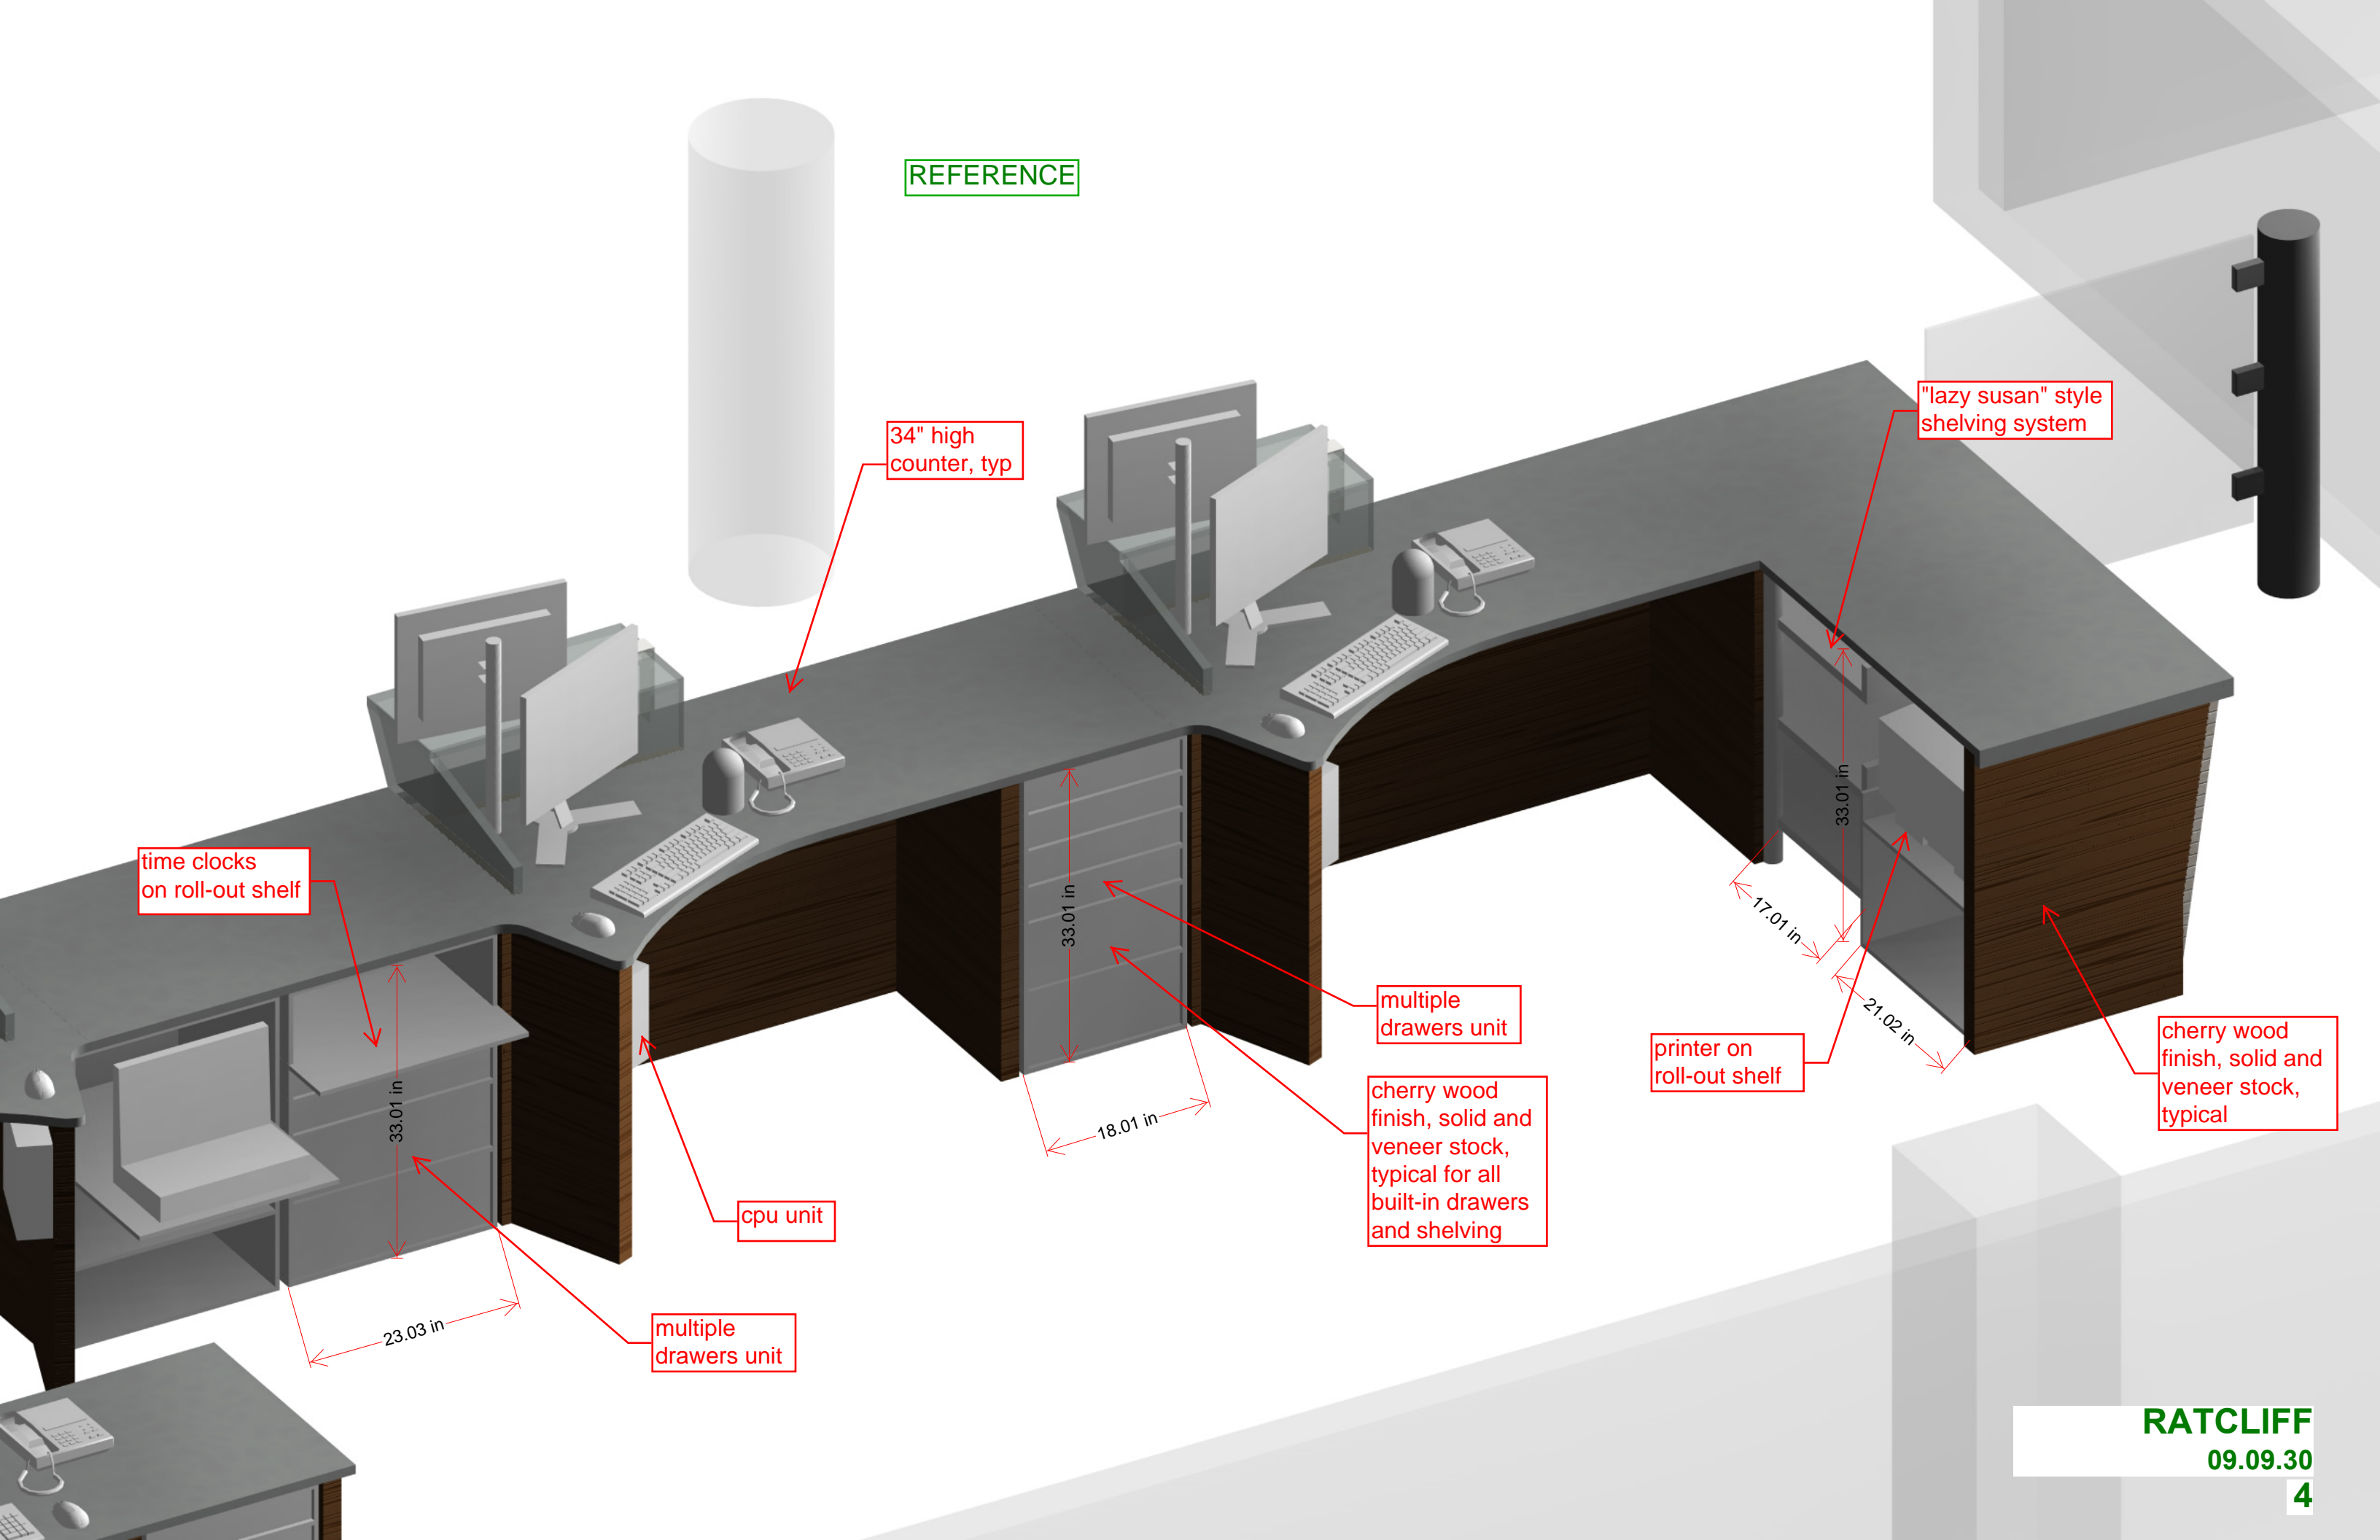 REFERENCE
"lazy susan" style
shelving system
34" high
counter, typ
time clocks
on roll-out shelf
33.01 in
33.01 in
33.01 in
17.01 in
21.02 in
multiple
drawers unit
printer on
roll-out shelf
cherry wood
finish, solid and
veneer stock,
typical
cherry wood
finish, solid and
veneer stock,
typical for all
built-in drawers
and shelving
18.01 in
cpu unit
23.03 in
multiple
drawers unit
RATCLIFF
09.09.30
4